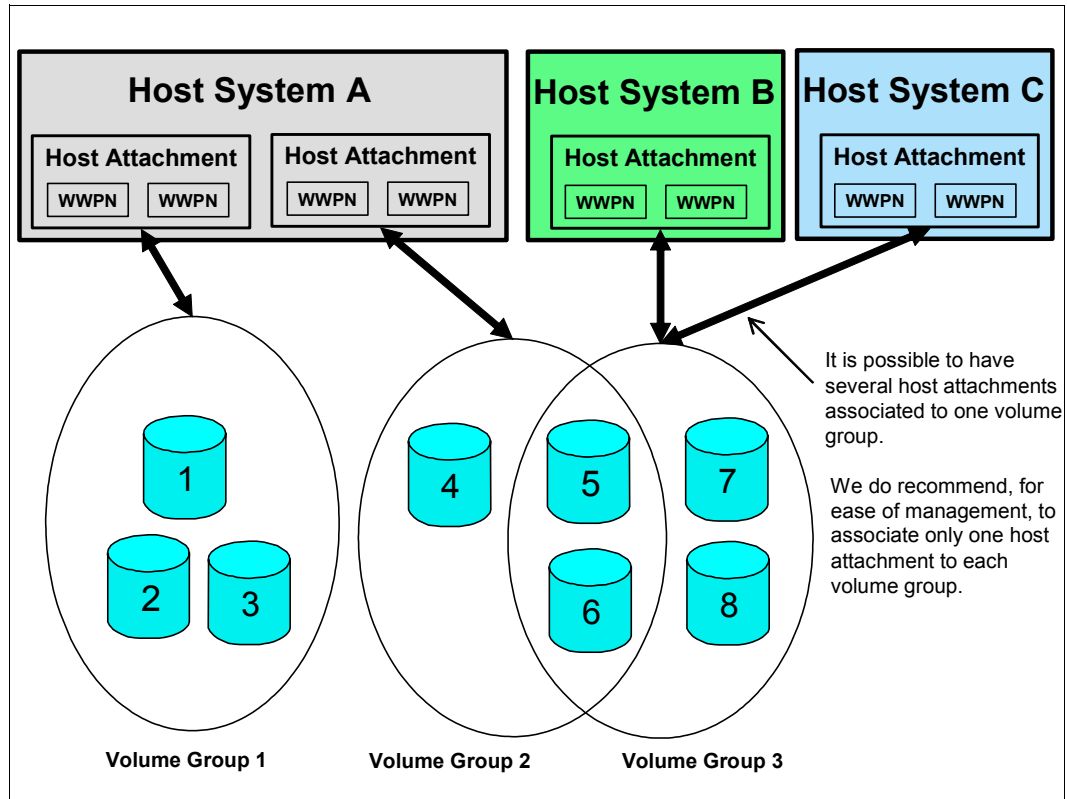 Host System A
Host System B
Host System C
Host Attachment
Host Attachment
Host Attachment
Host Attachment
WWPN WWPN
WWPN WWPN
WWPN WWPN
WWPN WWPN
It is possible to have
several host attachments
associated to one volume
group.
We do recommend, for
ease of management, to
associate only one host
attachment to each
volume group.
1
2
3
4
5
6
7
8
Volume Group 1
Volume Group 2
Volume Group 3